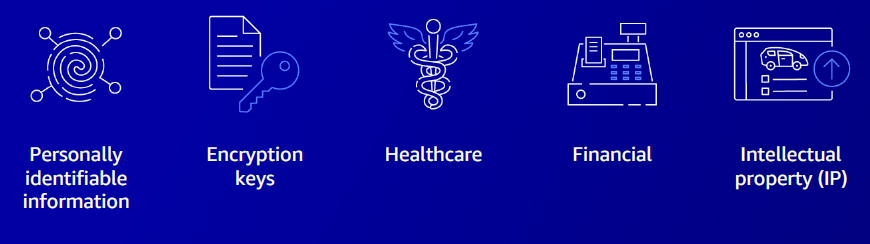 Personally
identifiable
information
Encryption
keys
Healthcare
Financial
Intellectual
property (IP)